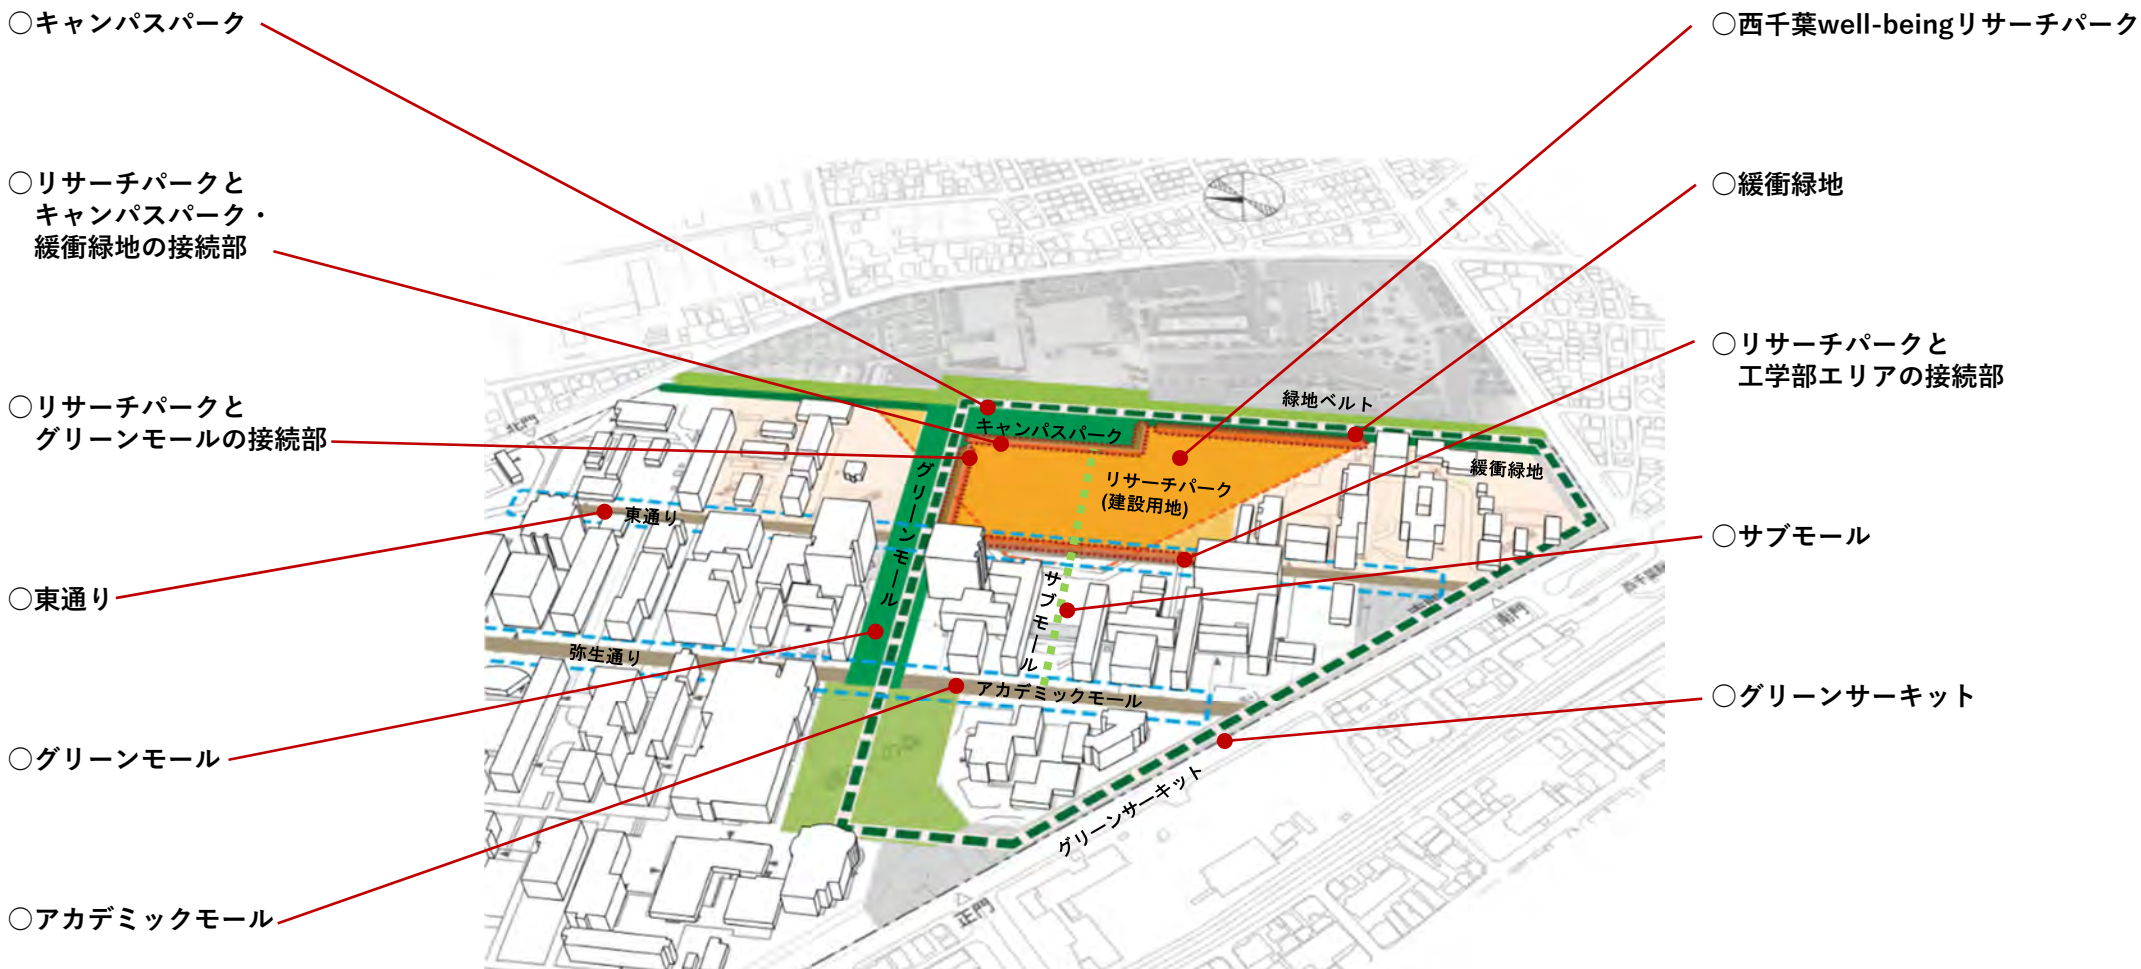 ○キャンパスパーク
○リサーチパークと
キャンパスパーク・
緩衝緑地の接続部
○リサーチパークと
グリーンモールの接続部
○東通り
○グリーンモール
○アカデミックモール
○西千葉well-beingリサーチパーク
○緩衝緑地
○リサーチパークと
工学部エリアの接続部
○サブモール
○グリーンサーキット
緑地ベルト
キャンパスパーク
緩衝緑地
リサーチパーク
(建設用地)
グリーンモール
東通り
サブモール
弥生通り
アカデミックモール
グリーンサーキット
北門
南門
正門